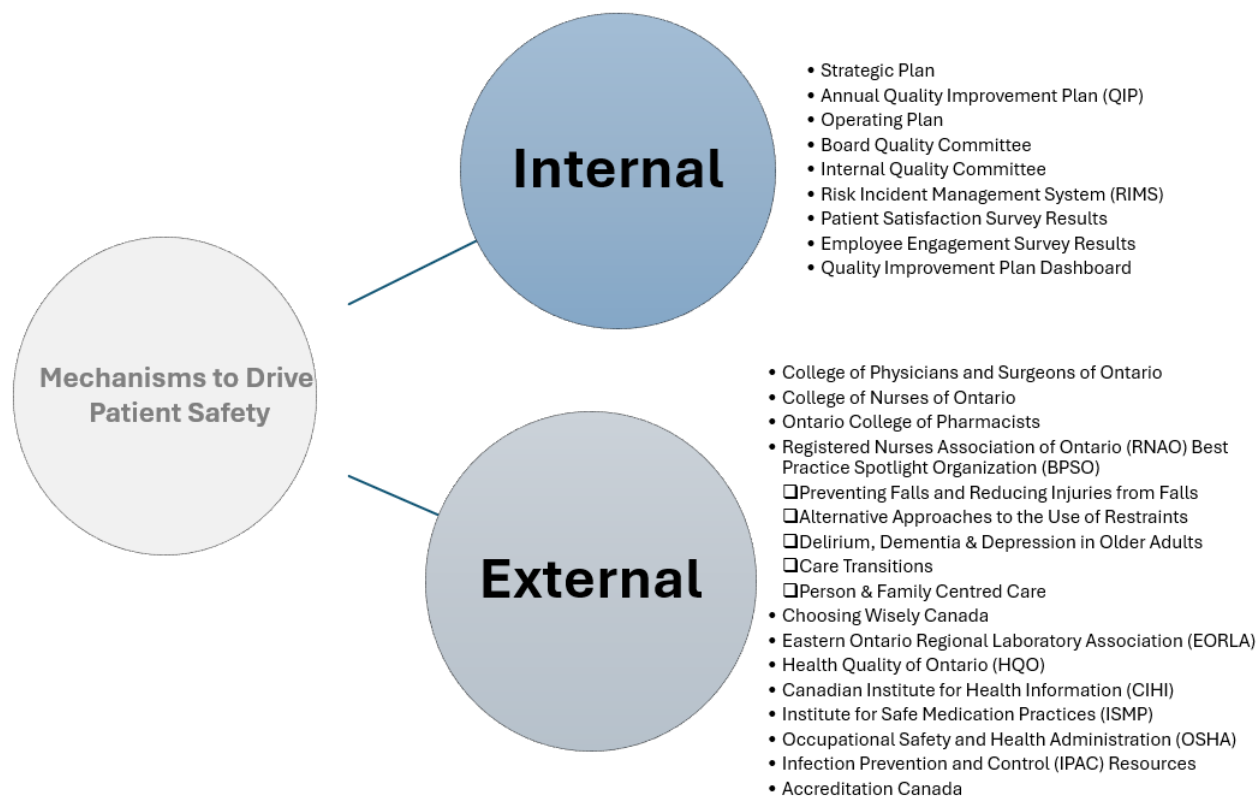 Mechanisms to Drive
Patient Safety
Internal
• Strategic Plan
• Annual Quality Improvement Plan (QIP)
• Operating Plan
• Board Quality Committee
• Internal Quality Committee
• Risk Incident Management System (RIMS)
• Patient Satisfaction Survey Results
• Employee Engagement Survey Results
• Quality Improvement Plan Dashboard
External
• College of Physicians and Surgeons of Ontario
• College of Nurses of Ontario
• Ontario College of Pharmacists
• Registered Nurses Association of Ontario (RNAO) Best
Practice Spotlight Organization (BPSO)
❑Preventing Falls and Reducing Injuries from Falls
❑Alternative Approaches to the Use of Restraints
❑Delirium, Dementia & Depression in Older Adults
❑Care Transitions
❑Person & Family Centred Care
• Choosing Wisely Canada
• Eastern Ontario Regional Laboratory Association (EORLA)
• Health Quality of Ontario (HQO)
• Canadian Institute for Health Information (CIHI)
• Institute for Safe Medication Practices (ISMP)
• Occupational Safety and Health Administration (OSHA)
• Infection Prevention and Control (IPAC) Resources
• Accreditation Canada